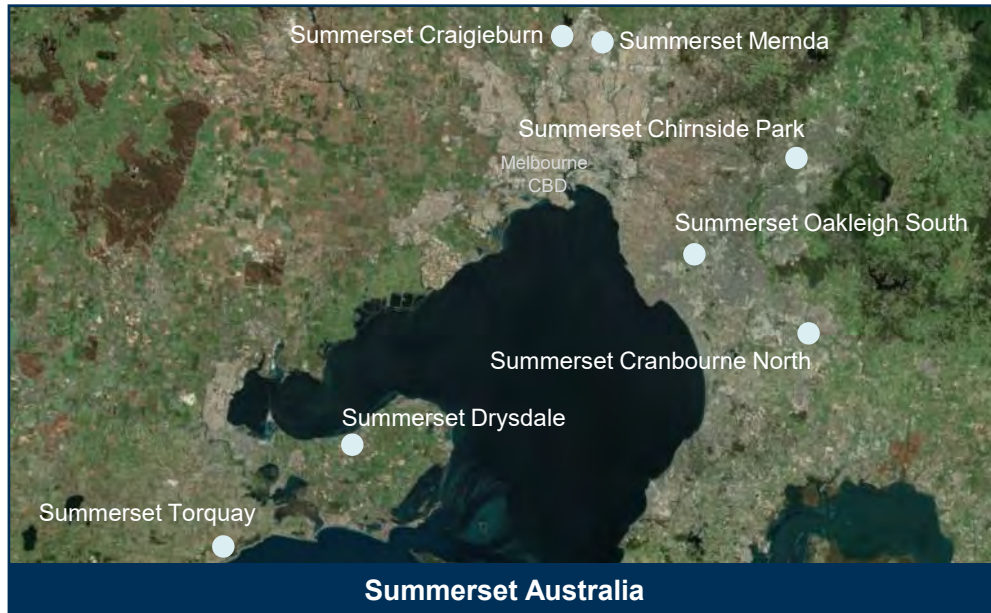 Summerset Craigieburn
Summerset Mernda
Summerset Chirnside Park
Melbourne
CBD
Summerset Oakleigh South
Summerset Cranbourne North
Summerset Drysdale
Summerset Torquay
Summerset Australia